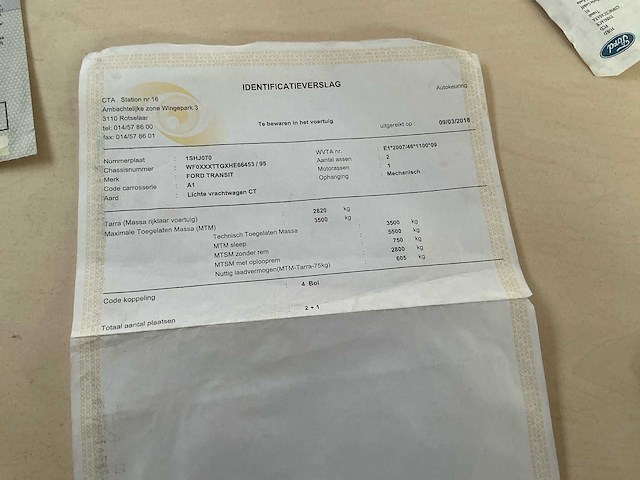 IDENTIFICATIEVERSLAG
Autokeuring
CTA Station nr 16
Ambachtelijke zone Wingepark 3
3110 Rotselaar
tel: 014/57 86 00
fax: 014/57 86 01
Te bewaren in het voertuig
uitgereikt op : 09/03/2018
Nummerplaat : 1SHJ070
Chassisnummer : WF0XXXTTGXHE66453 / 95
Merk : FORD TRANSIT
Code carrosserie : A1
Aard : Lichte vrachtwagen CT
WVTA nr. : E1*2007/46*1100*09
Aantal assen : 2
Motorassen : 1
Ophanging : Mechanisch
Tarra (Massa rijklaar voertuig) : 2820 kg
Maximale Toegelaten Massa (MTM) : 3500 kg
Technisch Toegelaten Massa : 3500 kg
MTM sleep : 5500 kg
MTSM zonder rem : 750 kg
MTSM met oplooprem : 2800 kg
Nuttig laadvermogen(MTM-Tarra-75kg) : 605 kg
Code koppeling : 4 Bol
Totaal aantal plaatsen : 2 + 1
Ford